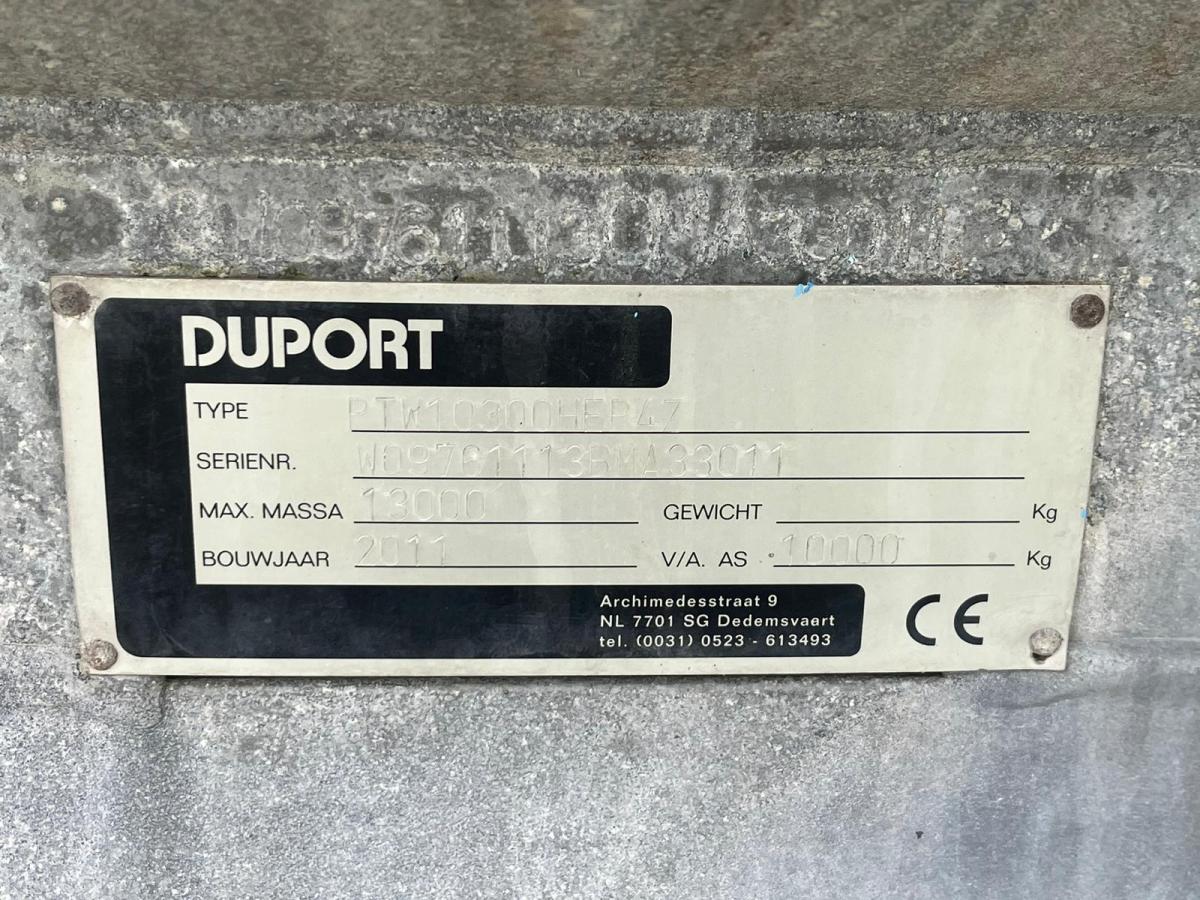 DUPORT
TYPE
SERIENR. W09761113BMA33011
MAX. MASSA 13000 GEWICHT Kg
BOUWJAAR 2011 V/A. AS 10000 Kg
Archimedesstraat 9
NL 7701 SG Dedemsvaart
tel. (0031) 0523 - 613493
CE